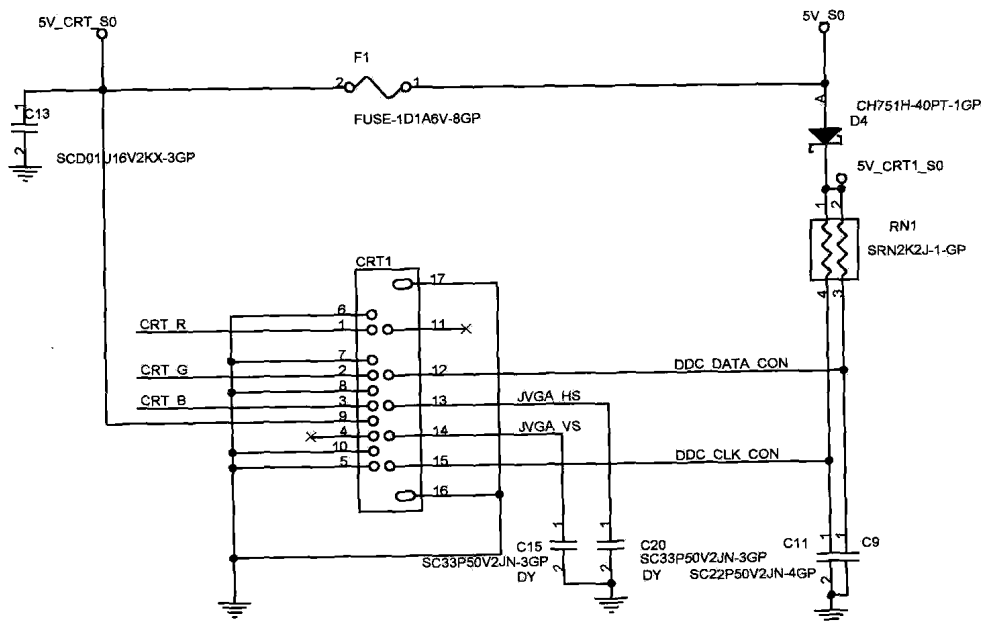 5V_CRT_S0
5V_S0
F1
2
1
FUSE-1D1A6V-8GP
1
C13
2
SCD01U16V2KX-3GP
A
CH751H-40PT-1GP
D4
5V_CRT1_S0
1
2
RN1
SRN2K2J-1-GP
4
3
CRT1
17
6
CRT_R
1
11
7
CRT_G
2
12
DDC_DATA_CON
8
CRT_B
3
13
JVGA_HS
9
4
14
JVGA_VS
10
5
15
DDC_CLK_CON
16
1
1
1
1
C15
C20
C11
C9
SC33P50V2JN-3GP
SC33P50V2JN-3GP
2
2
DY
DY
SC22P50V2JN-4GP
2